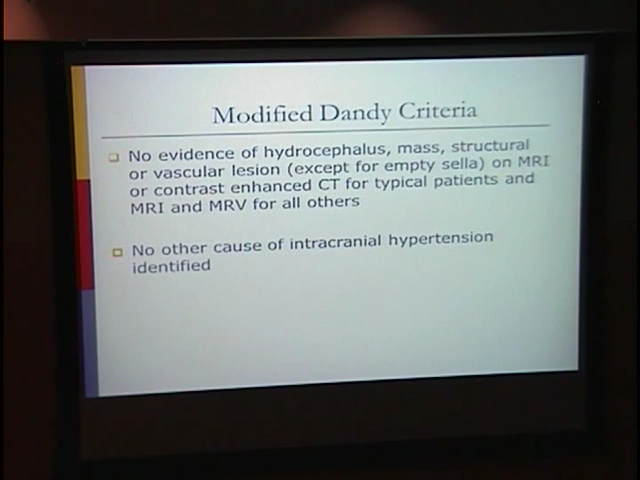 Modified Dandy Criteria
No evidence of hydrocephalus, mass, structural
or vascular lesion (except for empty sella) on MRI
or contrast enhanced CT for typical patients and
MRI and MRV for all others
No other cause of intracranial hypertension
identified